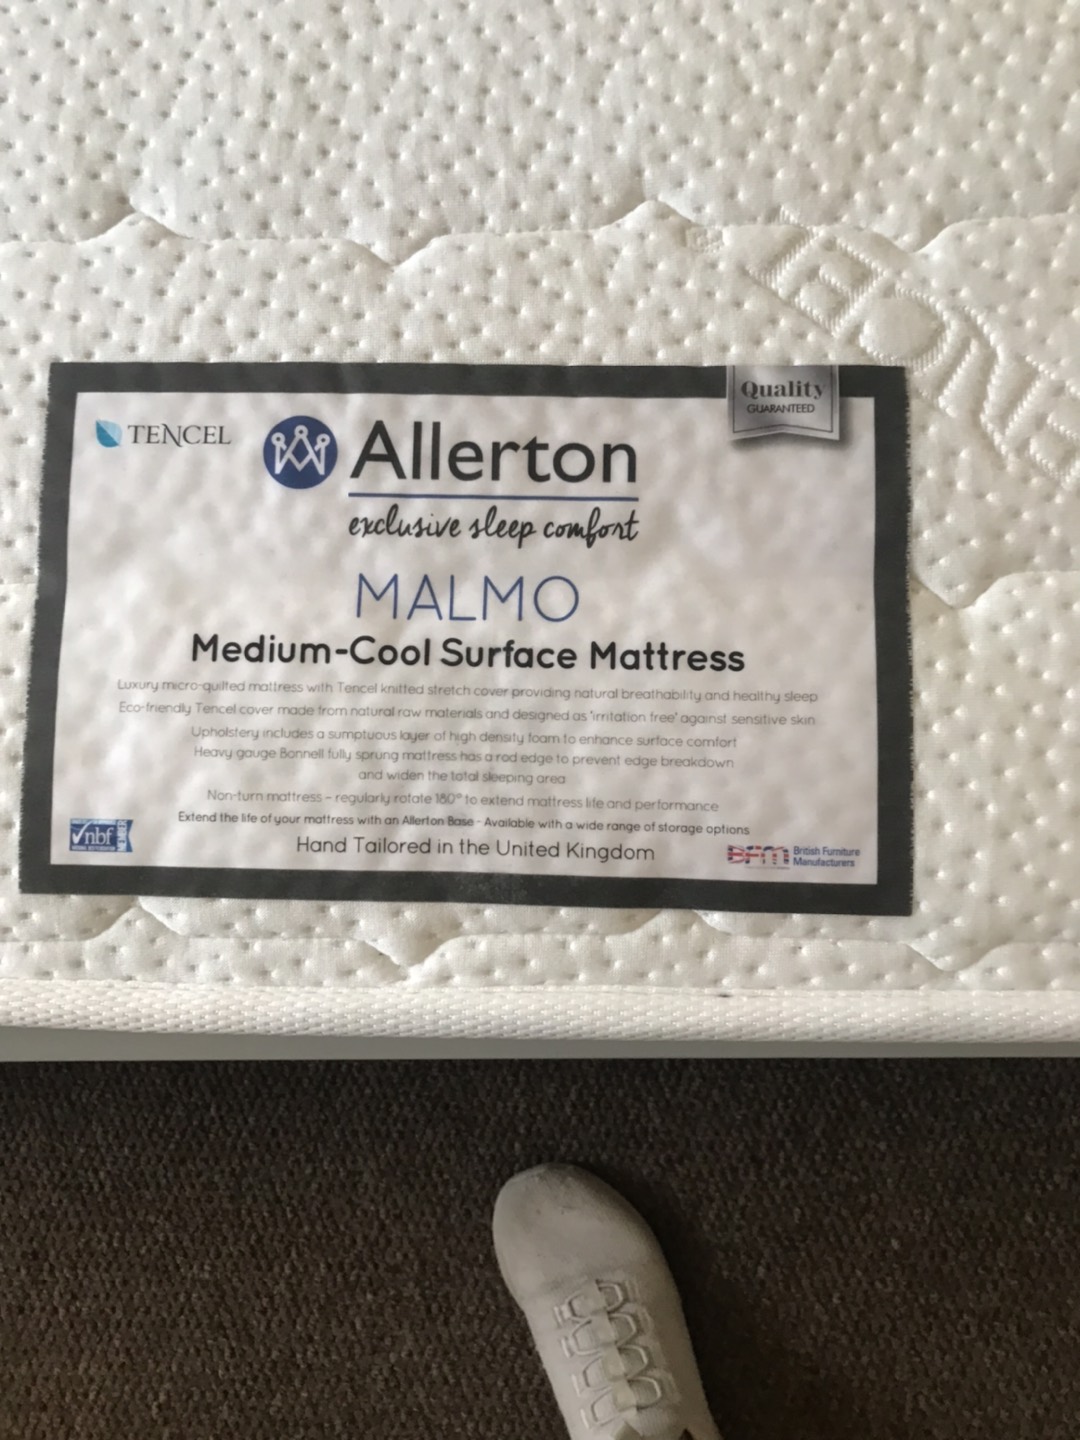 Quality
GUARANTEED
TENCEL
Allerton
exclusive sleep comfort
MALMO
Medium-Cool Surface Mattress
Luxury micro-quilted mattress with Tencel knitted stretch cover providing natural breathability and healthy sleep
Eco-friendly Tencel cover made from natural raw materials and designed as 'irritation free' against sensitive skin
Upholstery includes a sumptuous layer of high density foam to enhance surface comfort
Heavy gauge Bonnell fully sprung mattress has a rod edge to prevent edge breakdown
and widen the total sleeping area
Non-turn mattress – regularly rotate 180° to extend mattress life and performance
Extend the life of your mattress with an Allerton Base - Available with a wide range of storage options
Hand Tailored in the United Kingdom
nbf
BFM British Furniture
Manufacturers